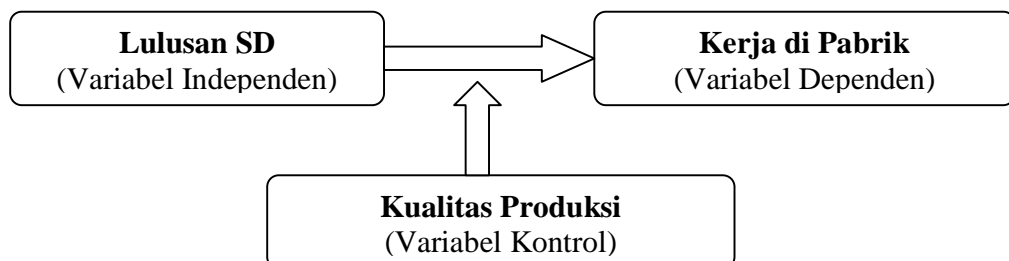 Lulusan SD
(Variabel Independen)
Kerja di Pabrik
(Variabel Dependen)
Kualitas Produksi
(Variabel Kontrol)